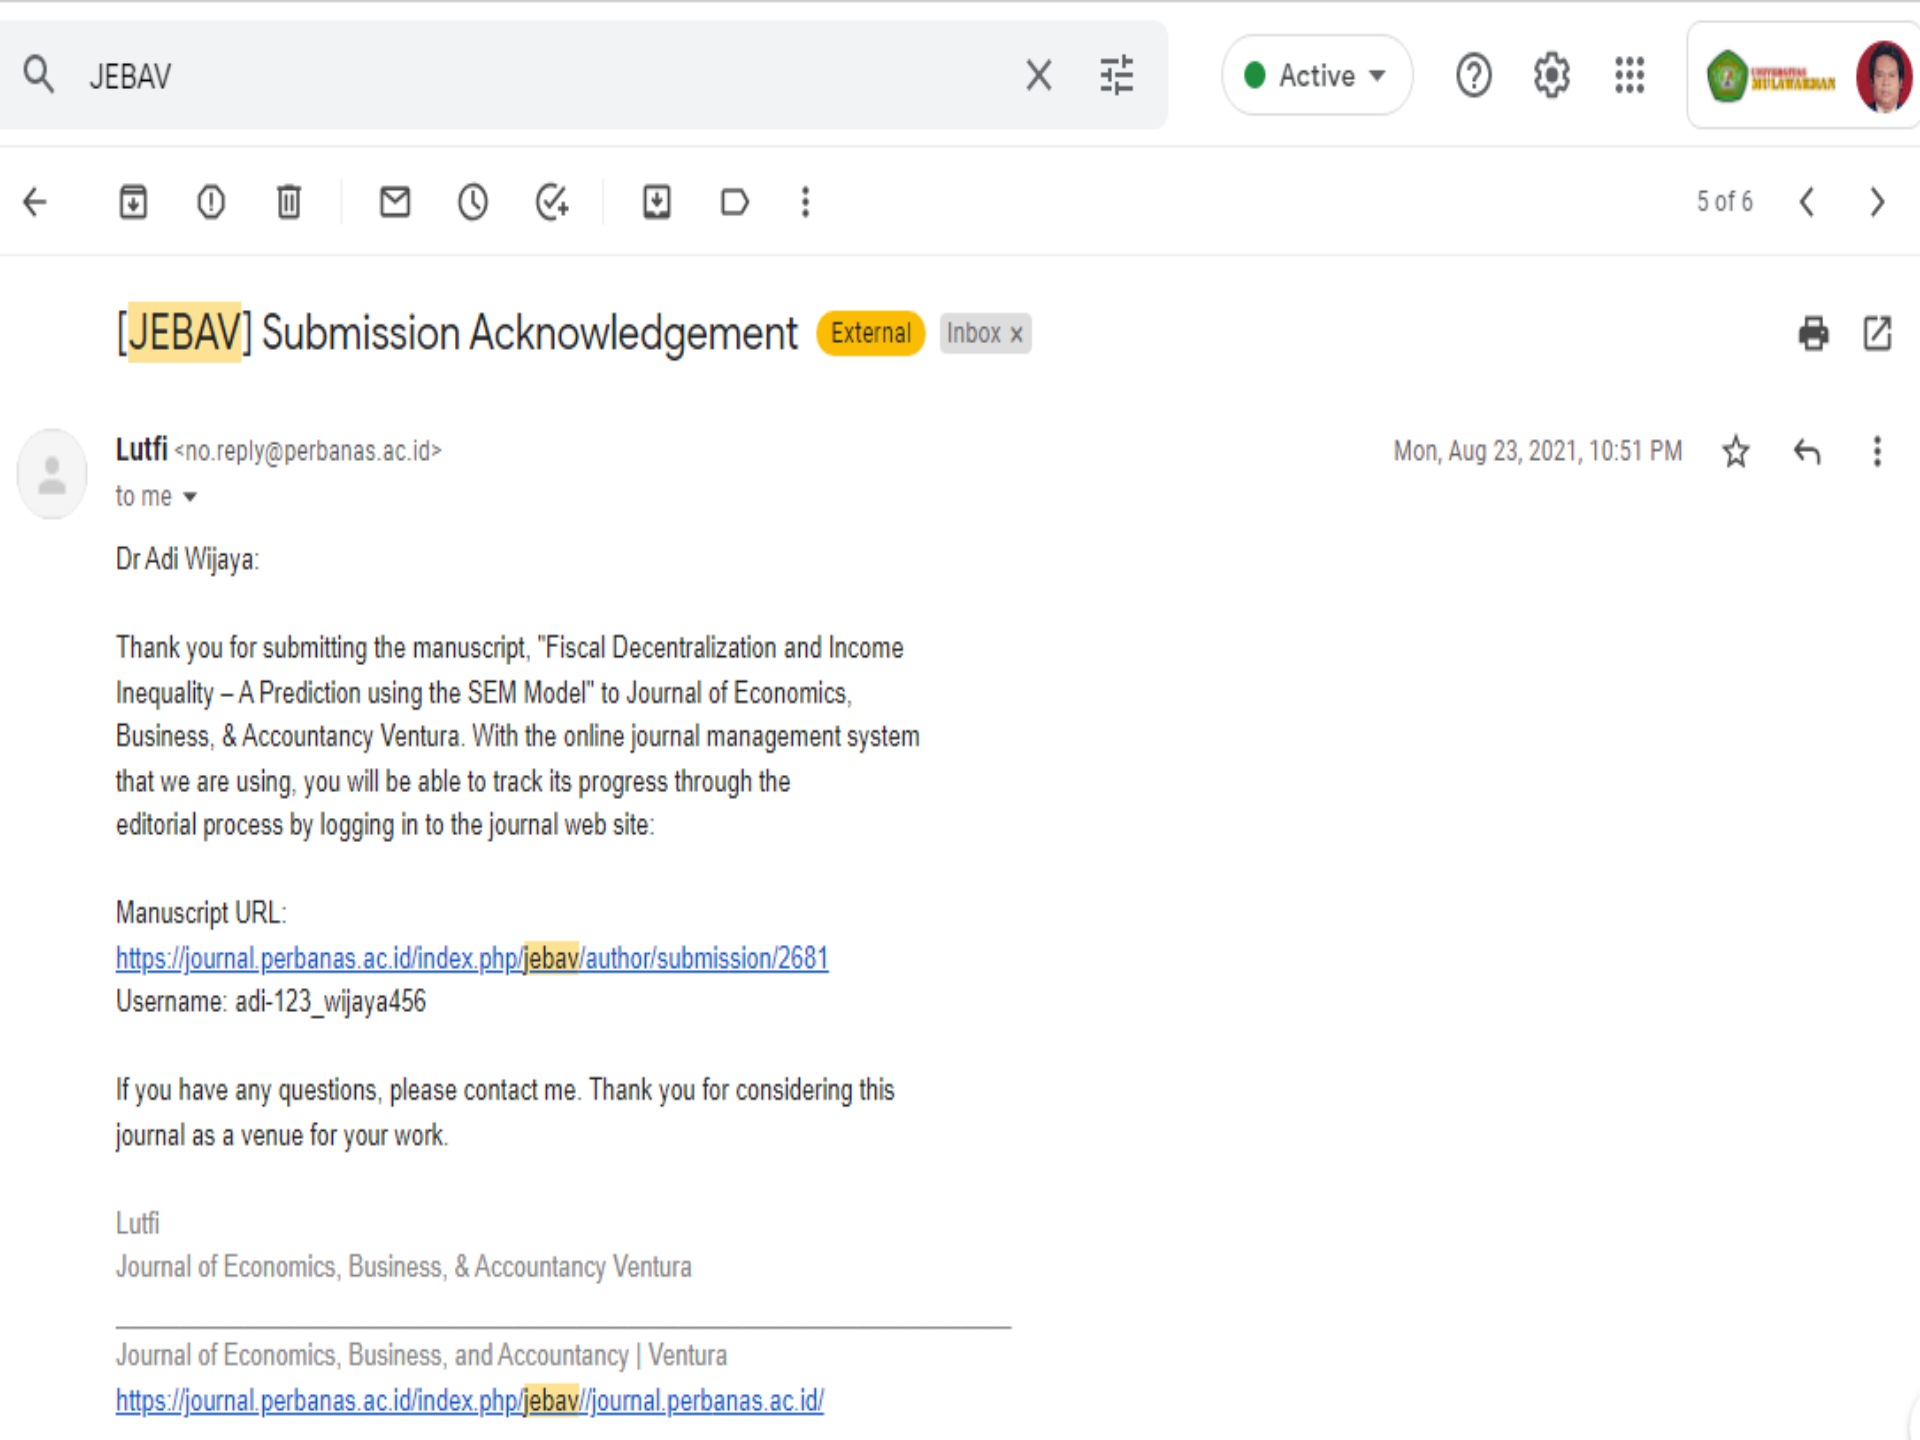 JEBAV
Active
UNIVERSITAS
MULAWARMAN
5 of 6
[JEBAV] Submission Acknowledgement External Inbox x
Lutfi <no.reply@perbanas.ac.id>
Mon, Aug 23, 2021, 10:51 PM
to me
Dr Adi Wijaya:
Thank you for submitting the manuscript, "Fiscal Decentralization and Income
Inequality – A Prediction using the SEM Model" to Journal of Economics,
Business, & Accountancy Ventura. With the online journal management system
that we are using, you will be able to track its progress through the
editorial process by logging in to the journal web site:
Manuscript URL:
https://journal.perbanas.ac.id/index.php/jebav/author/submission/2681
Username: adi-123_wijaya456
If you have any questions, please contact me. Thank you for considering this
journal as a venue for your work.
Lutfi
Journal of Economics, Business, & Accountancy Ventura
Journal of Economics, Business, and Accountancy | Ventura
https://journal.perbanas.ac.id/index.php/jebav//journal.perbanas.ac.id/